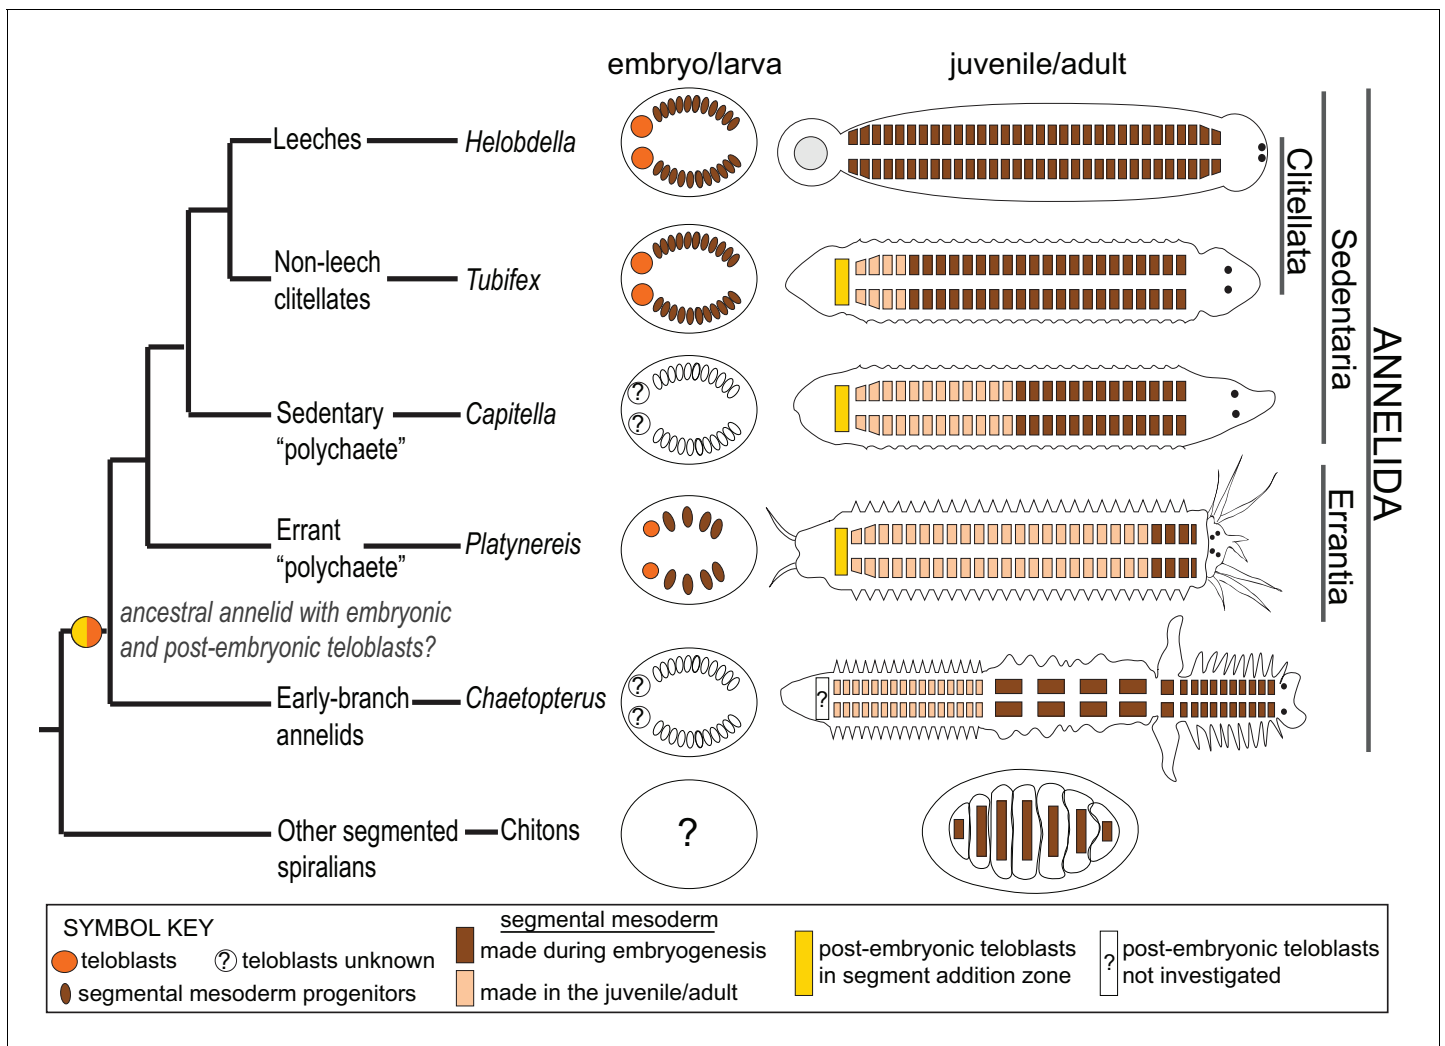 embryo/larva
juvenile/adult
Leeches
Helobdella
Non-leech
clitellates
Tubifex
Sedentary
“polychaete”
Capitella
?
?
Errant
“polychaete”
Platynereis
ancestral annelid with embryonic
and post-embryonic teloblasts?
Early-branch
annelids
Chaetopterus
?
?
?
Other segmented
spiralians
Chitons
?
Clitellata
Sedentaria
Errantia
ANNELIDA
SYMBOL KEY
teloblasts
? teloblasts unknown
segmental mesoderm progenitors
segmental mesoderm
made during embryogenesis
made in the juvenile/adult
post-embryonic teloblasts
in segment addition zone
? post-embryonic teloblasts
not investigated